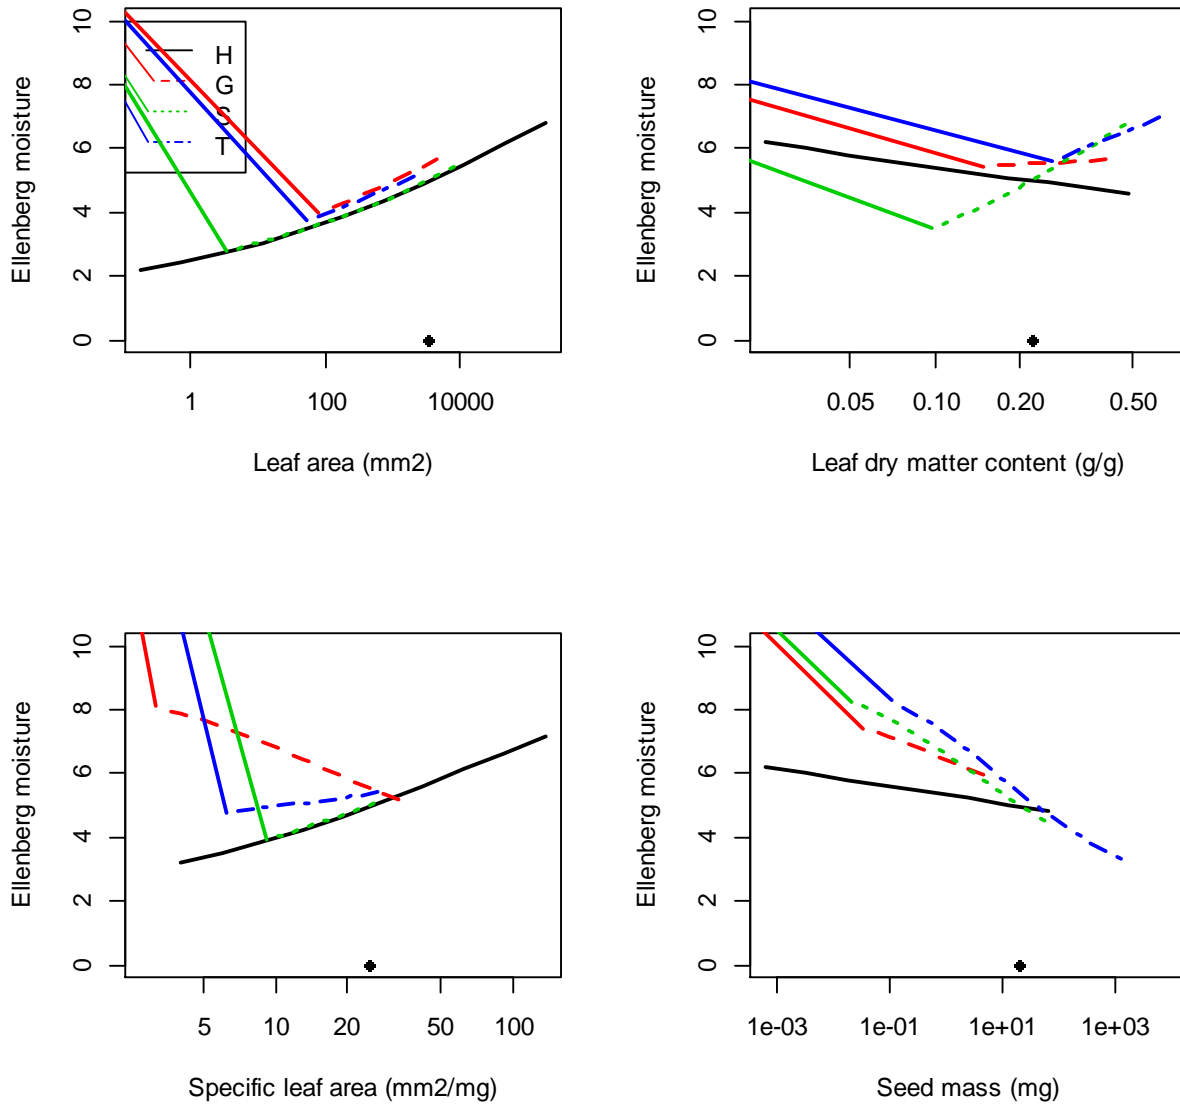 Ellenberg moisture
10
8
6
4
2
0
H
G
S
T
1
100
10000
Leaf area (mm2)
Ellenberg moisture
10
8
6
4
2
0
0.05
0.10
0.20
0.50
Leaf dry matter content (g/g)
Ellenberg moisture
10
8
6
4
2
0
5
10
20
50
100
Specific leaf area (mm2/mg)
Ellenberg moisture
10
8
6
4
2
0
1e-03
1e-01
1e+01
1e+03
Seed mass (mg)